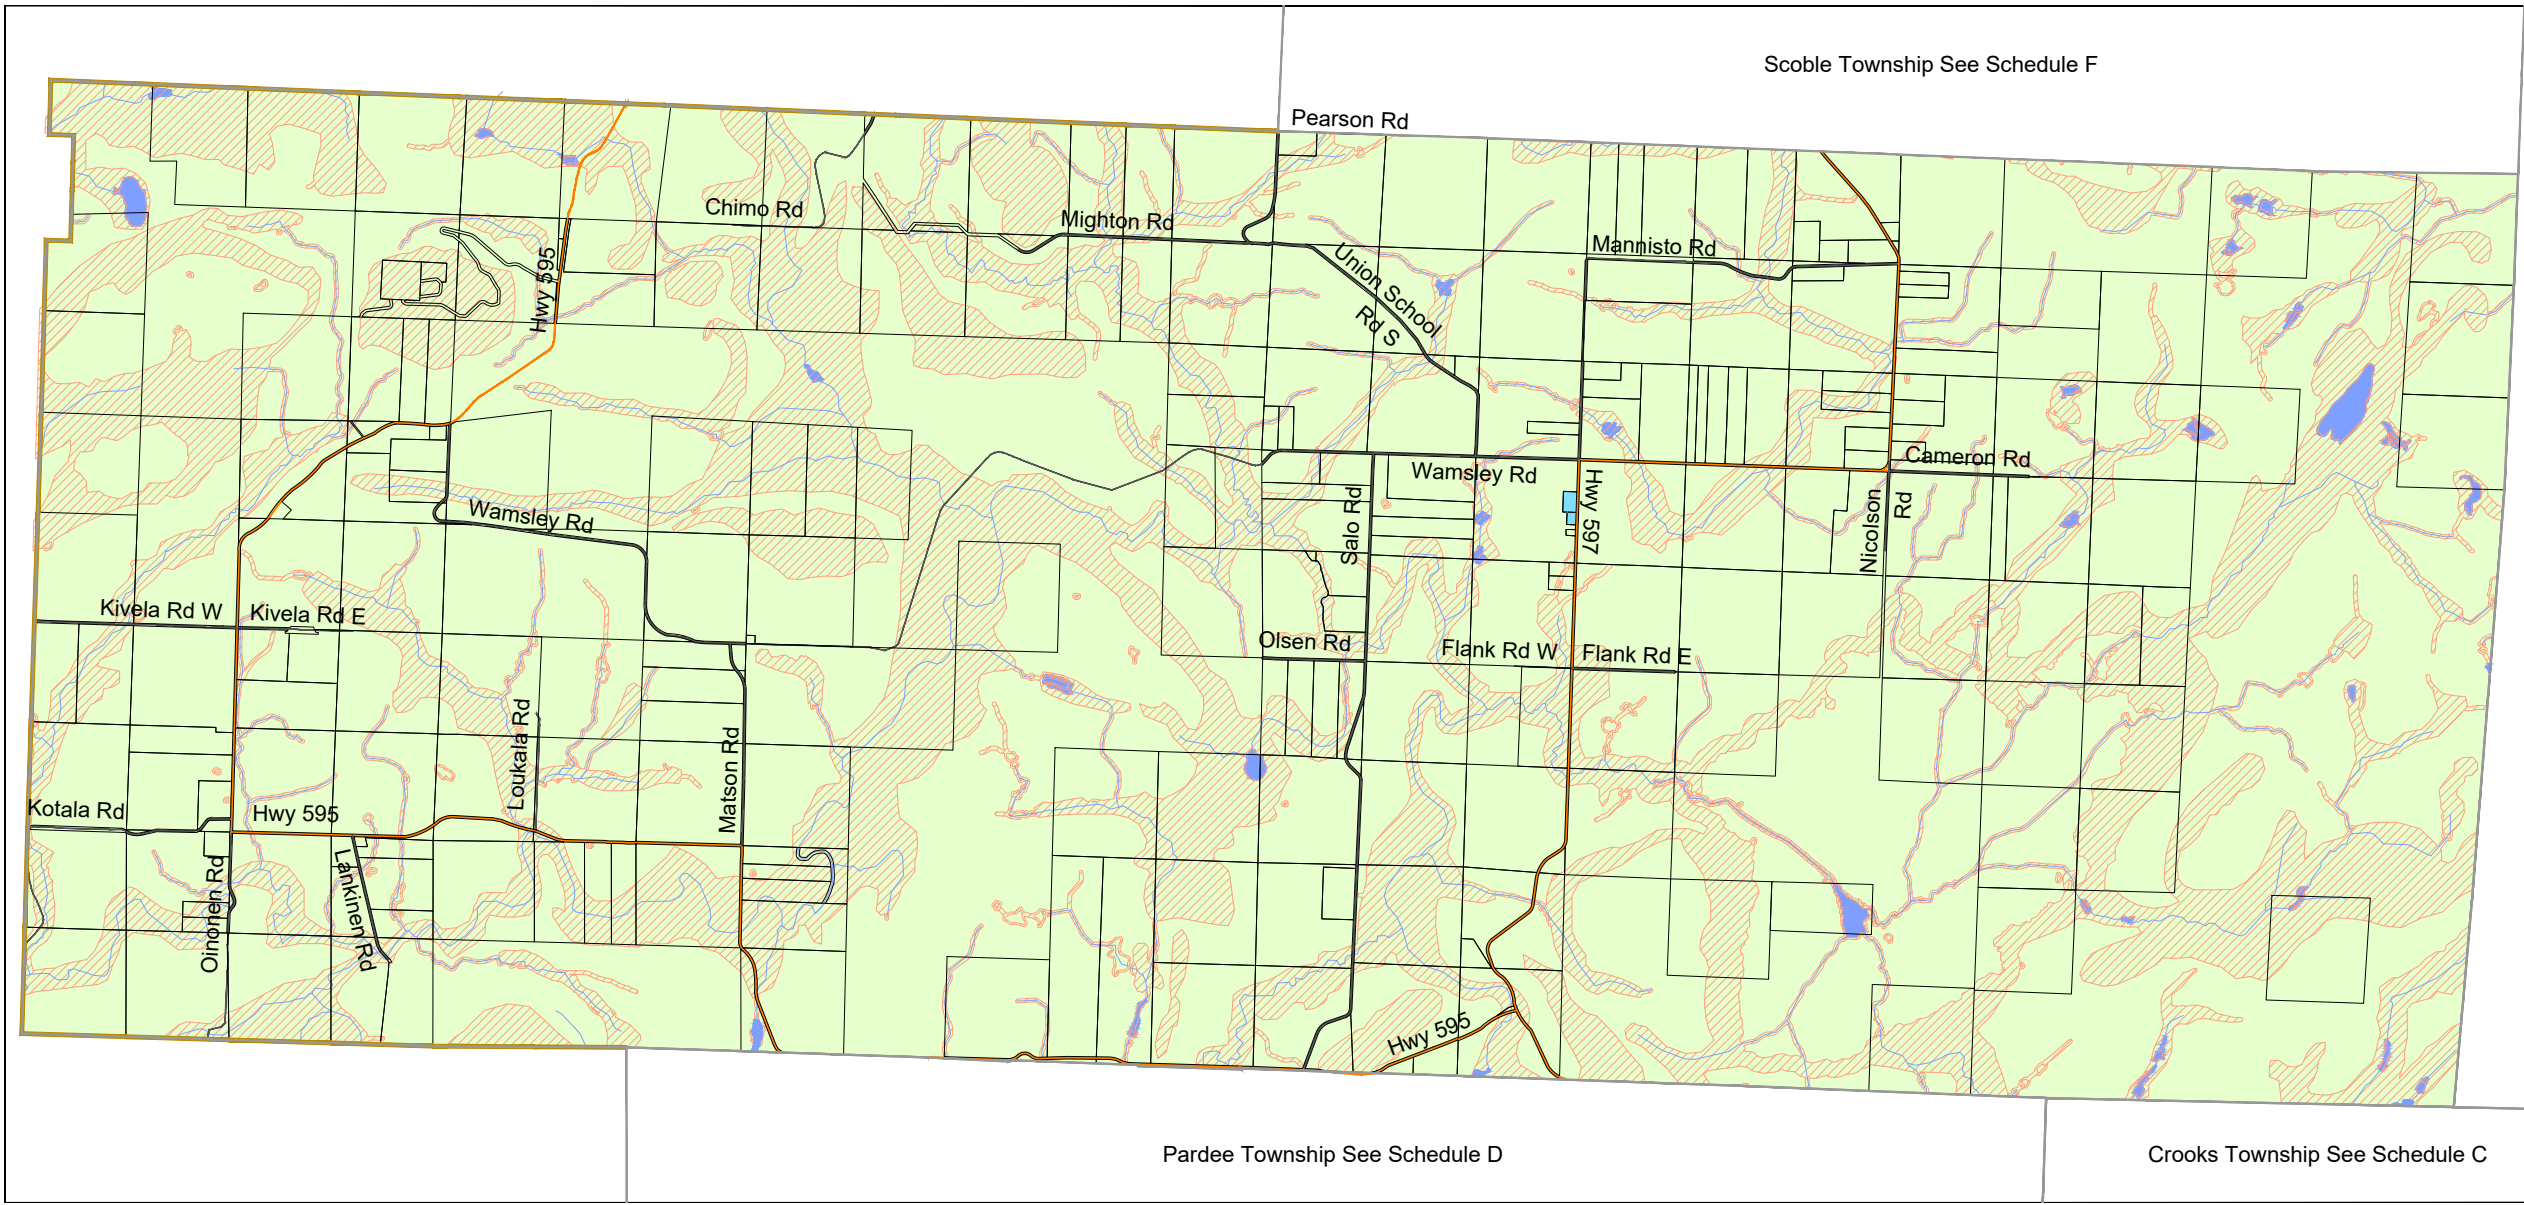 Scoble Township See Schedule F
Pearson Rd
Chimo Rd
Mighton Rd
Mannisto Rd
Hwy 595
Union School
Rd S
Cameron Rd
Wamsley Rd
Wamsley Rd
Hwy 597
Nicolson
Rd
Salo Rd
Kivela Rd W
Kivela Rd E
Olsen Rd
Flank Rd W
Flank Rd E
Loukala Rd
Matson Rd
Kotala Rd
Hwy 595
Oinonen Rd
Lankinen Rd
Hwy 595
Pardee Township See Schedule D
Crooks Township See Schedule C